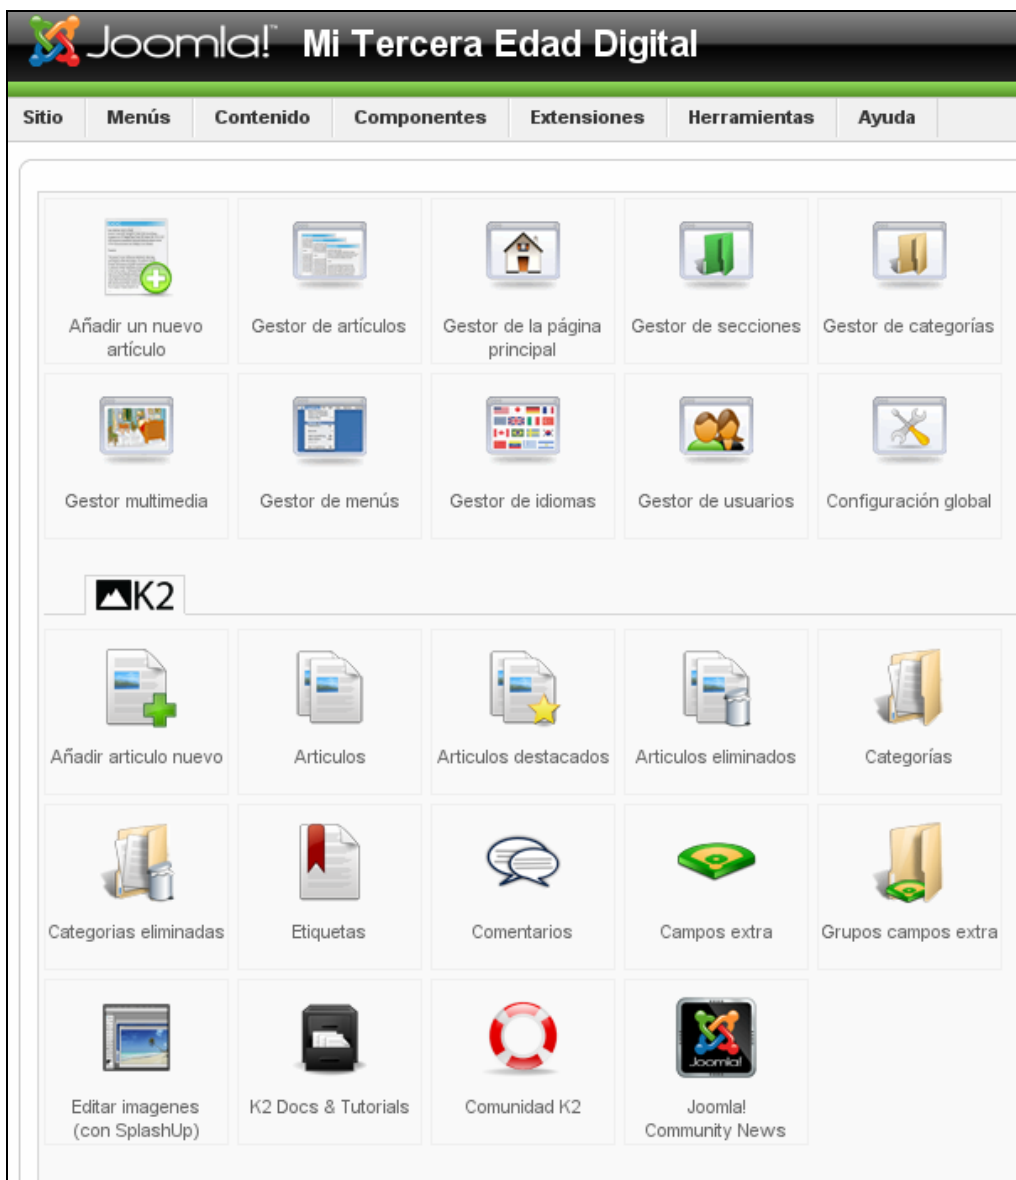 Joomla!™ Mi Tercera Edad Digital
Sitio Menús Contenido Componentes Extensiones Herramientas Ayuda
Añadir un nuevo artículo
Gestor de artículos
Gestor de la página principal
Gestor de secciones
Gestor de categorías
Gestor multimedia
Gestor de menús
Gestor de idiomas
Gestor de usuarios
Configuración global
K2
Añadir articulo nuevo
Articulos
Articulos destacados
Articulos eliminados
Categorías
Categorias eliminadas
Etiquetas
Comentarios
Campos extra
Grupos campos extra
Joomla!
Editar imagenes
(con SplashUp)
K2 Docs & Tutorials
Comunidad K2
Joomla!
Community News